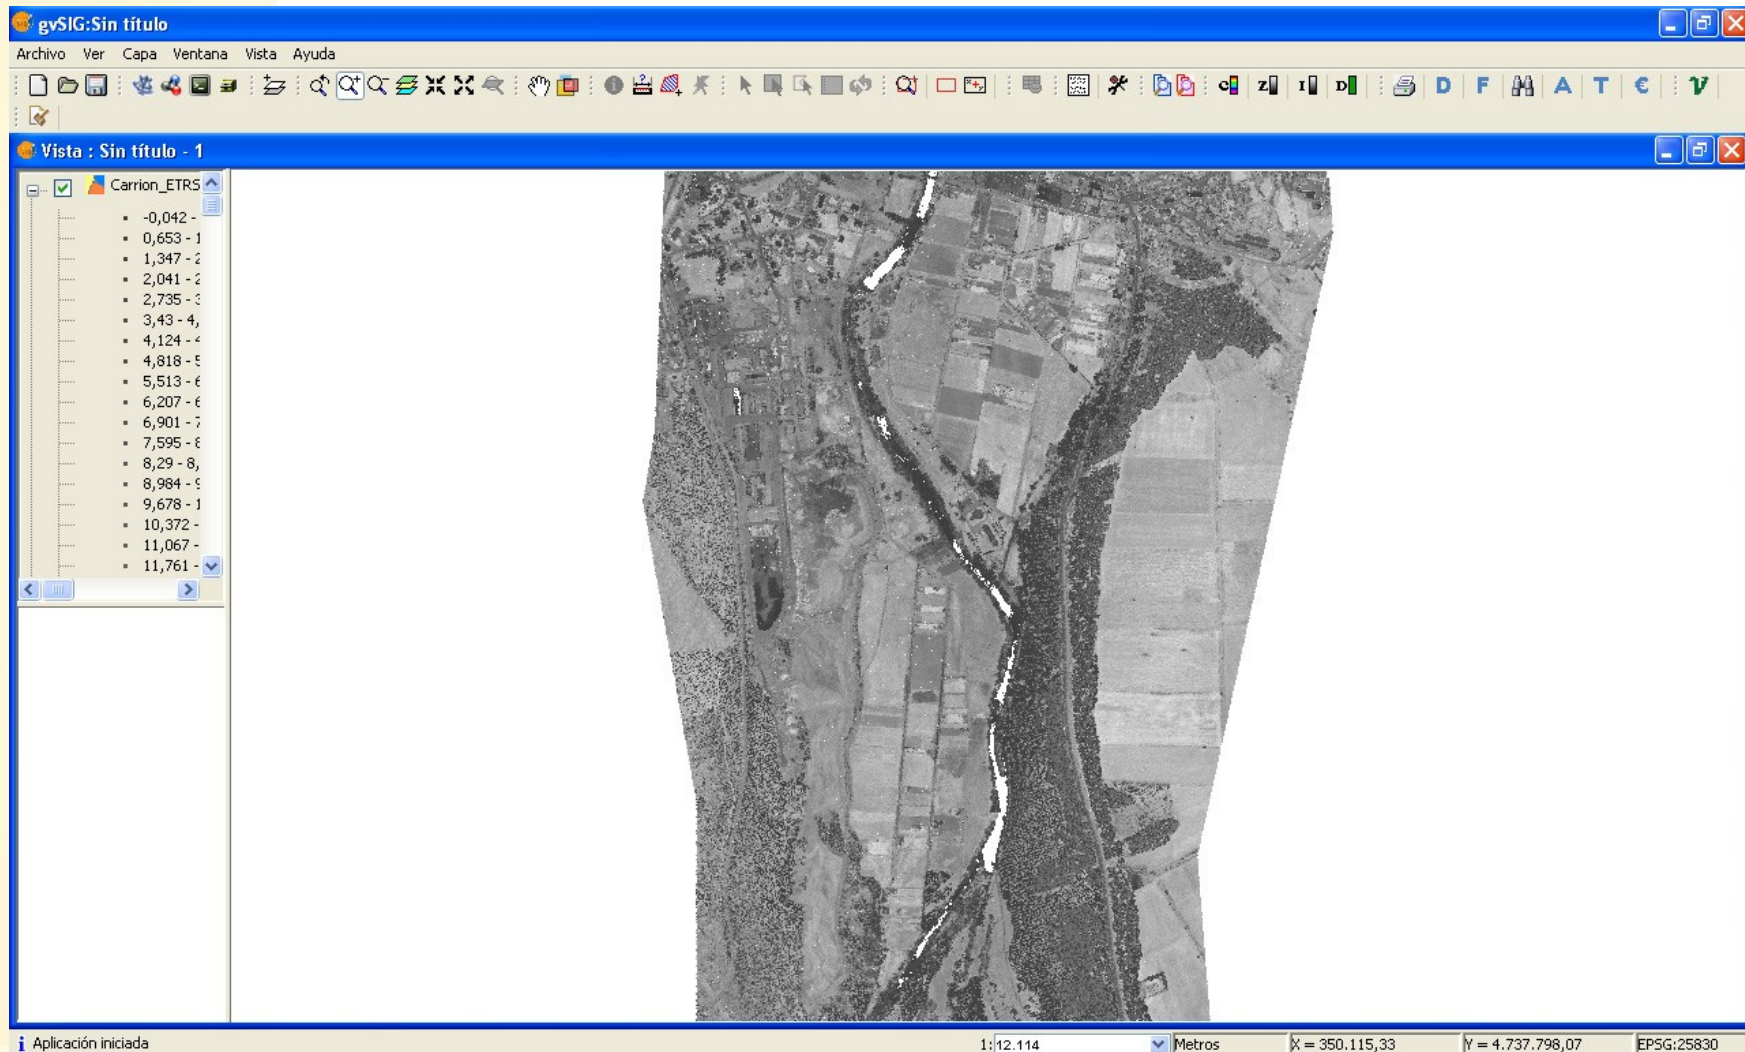 gvSIG:Sin título
Archivo Ver Capa Ventana Vista Ayuda
C Z I D D F A T €
Vista : Sin título - 1
Carrion_ETRS
-0,042 -
0,653 - 1
1,347 - 2
2,041 - 2
2,735 - 3
3,43 - 4,
4,124 - 4
4,818 - 5
5,513 - 6
6,207 - 6
6,901 - 7
7,595 - 8
8,29 - 8,
8,984 - 9
9,678 - 1
10,372 -
11,067 -
11,761 -
Aplicación iniciada 1:12.114 Metros X = 350.115,33 Y = 4.737.798,07 EPSG:25830